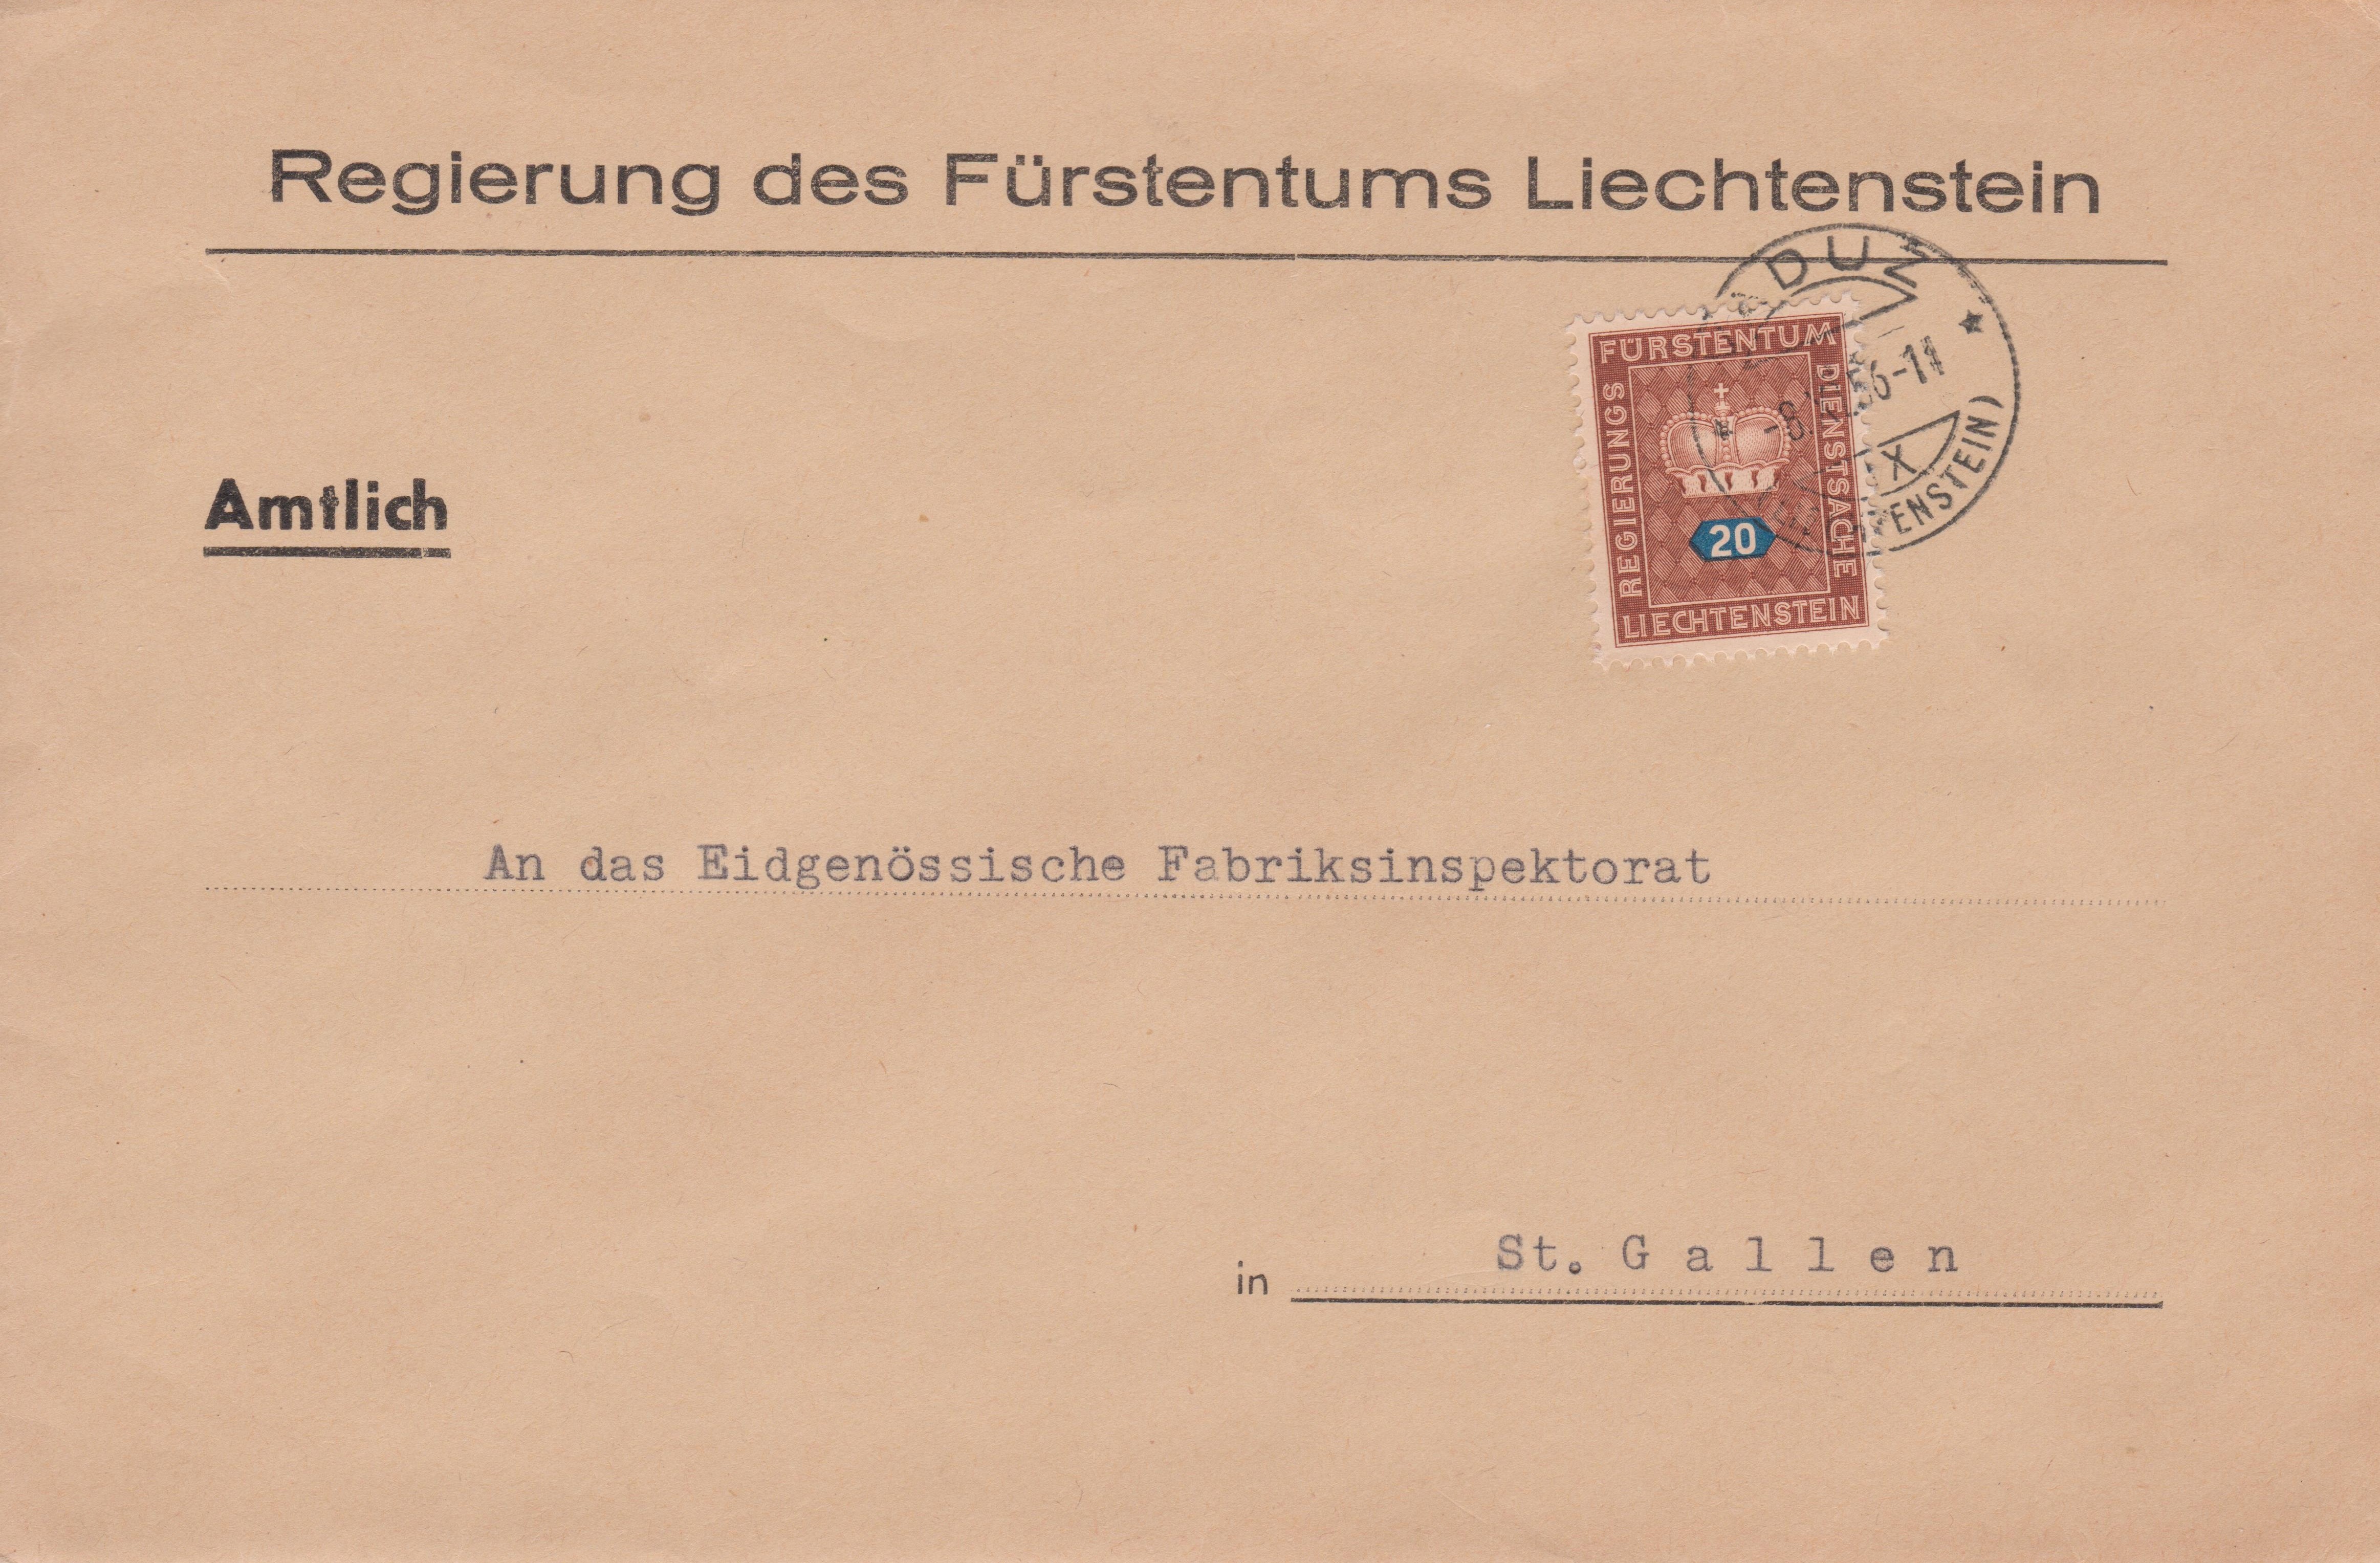 Regierung des Fürstentums Liechtenstein
FÜRSTENTUM
REGIERUNGS
DIENSTSACHE
20
LIECHTENSTEIN
Amtlich
An das Eidgenössische Fabriksinspektorat
in St. Gallen